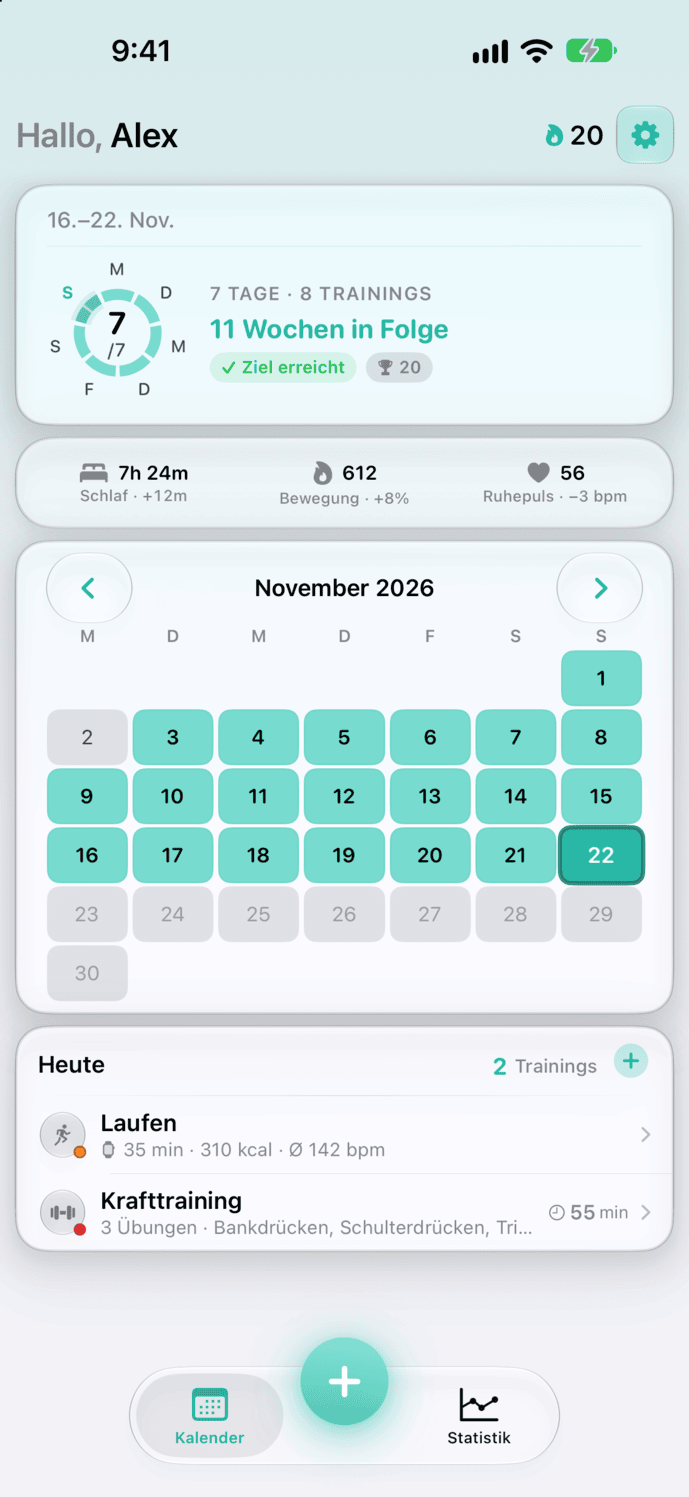 9:41
Hallo, Alex
20
16.–22. Nov.
M
S D
7
S /7 M
F D
7 TAGE · 8 TRAININGS
11 Wochen in Folge
✓ Ziel erreicht 20
7h 24m
Schlaf · +12m
612
Bewegung · +8%
56
Ruhepuls · −3 bpm
November 2026
M D M D F S S
1
2 3 4 5 6 7 8
9 10 11 12 13 14 15
16 17 18 19 20 21 22
23 24 25 26 27 28 29
30
Heute 2 Trainings +
Laufen
35 min · 310 kcal · Ø 142 bpm
Krafttraining
3 Übungen · Bankdrücken, Schulterdrücken, Tri...
55 min
Kalender
Statistik